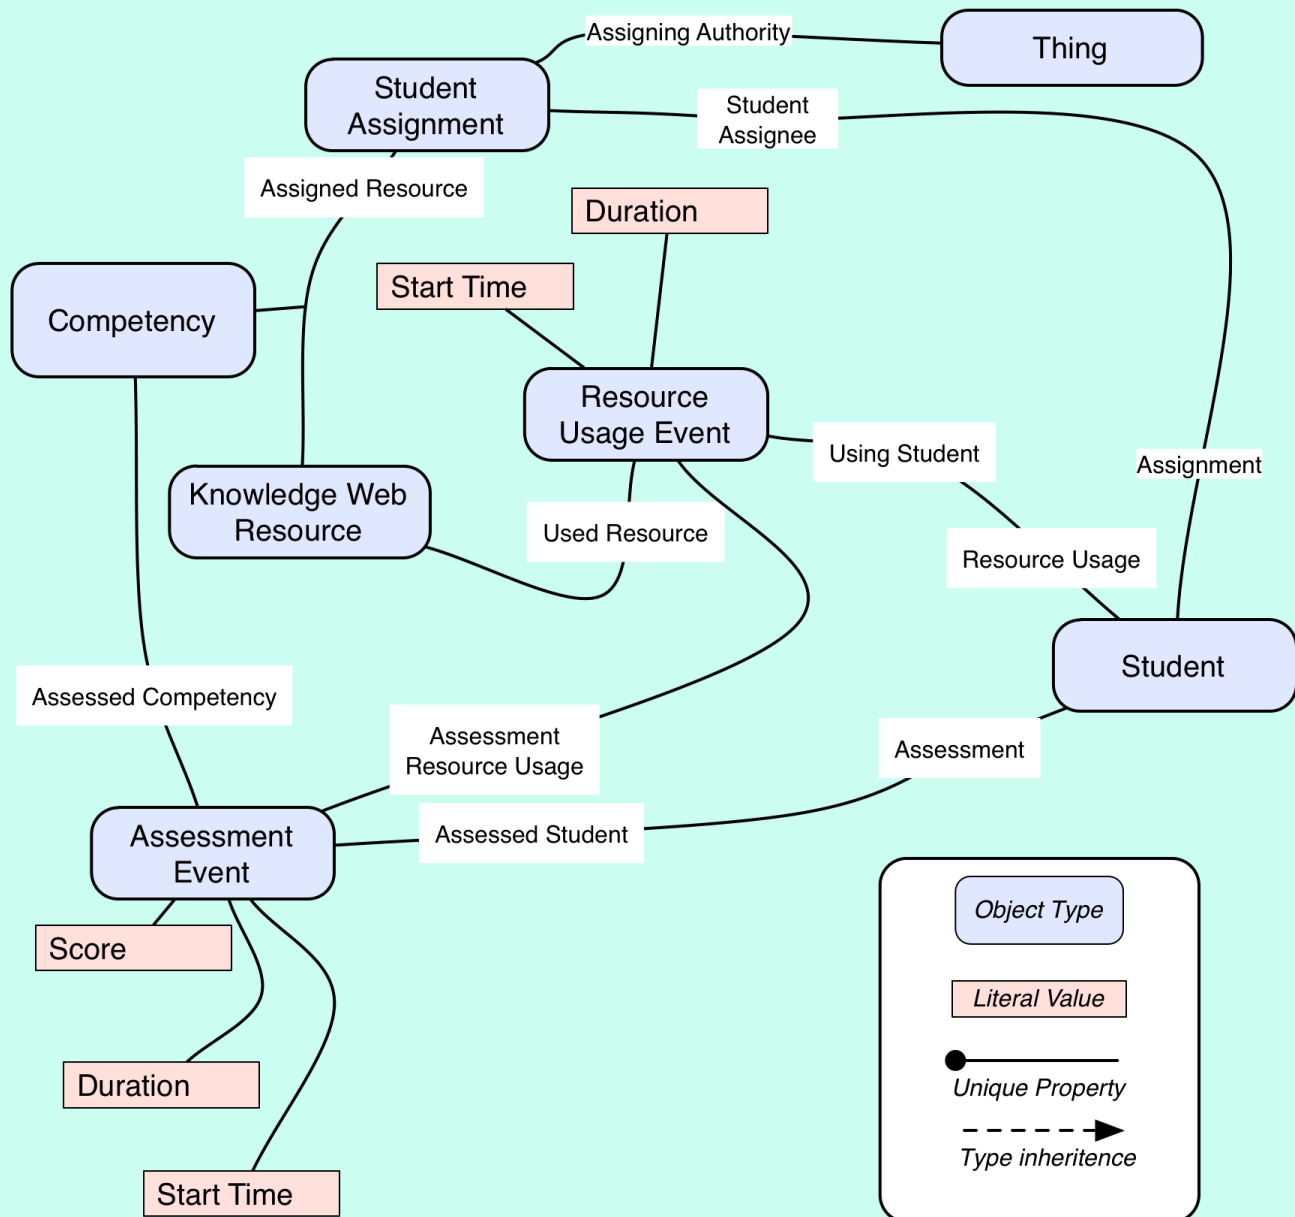 Assigning Authority
Thing
Student
Assignment
Student
Assignee
Assigned Resource
Duration
Start Time
Competency
Resource
Usage Event
Using Student
Assignment
Knowledge Web
Resource
Used Resource
Resource Usage
Student
Assessed Competency
Assessment
Resource Usage
Assessment
Assessed Student
Assessment
Event
Score
Duration
Start Time
Object Type
Literal Value
Unique Property
Type inheritence